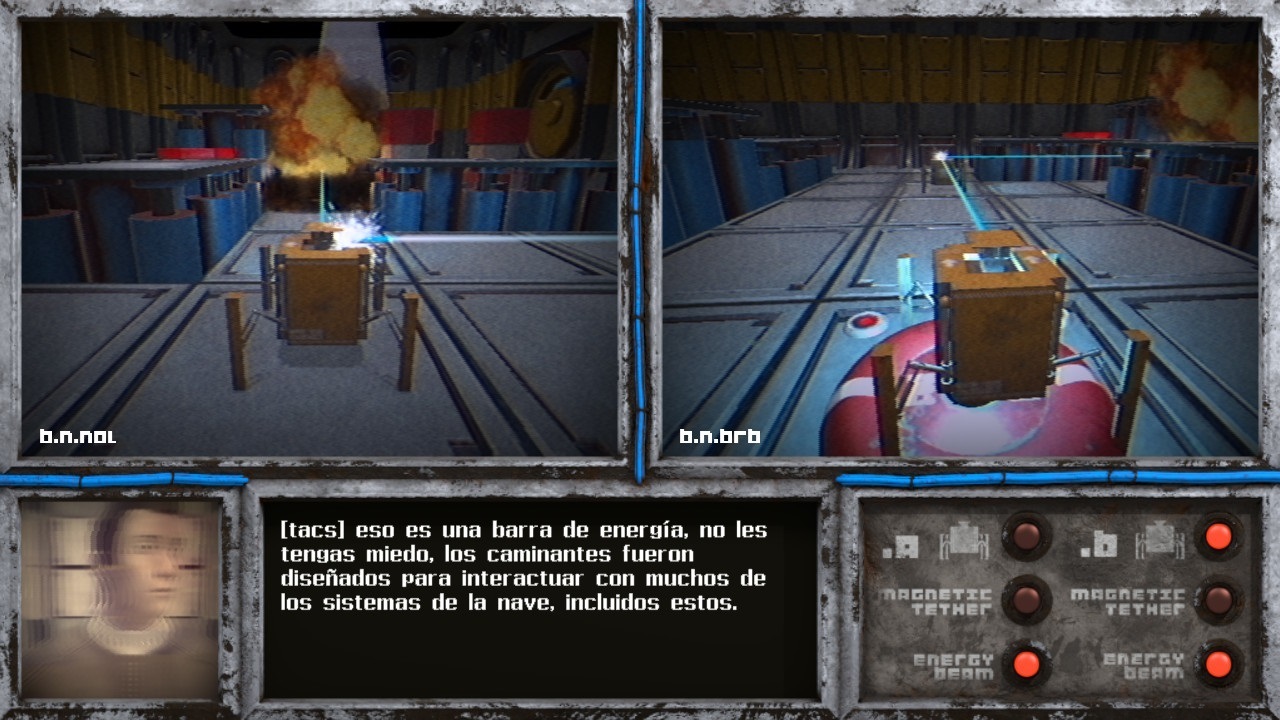 b.n.nol
b.n.brb
[tacs] eso es una barra de energía, no les
tengas miedo, los caminantes fueron
diseñados para interactuar con muchos de
los sistemas de la nave, incluidos estos.
.a
.b
MAGNETIC
TETHER
MAGNETIC
TETHER
ENERGY
BEAM
ENERGY
BEAM